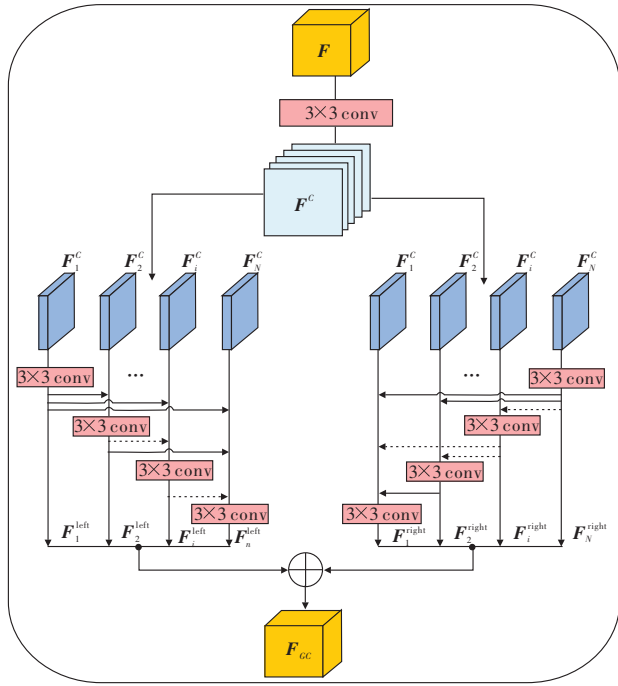 F
3×3 conv
F^C
F_1^C F_2^C F_i^C F_N^C
F_1^C F_2^C F_i^C F_N^C
... ...
3×3 conv 3×3 conv
3×3 conv 3×3 conv
3×3 conv 3×3 conv
3×3 conv 3×3 conv
F_1^left F_2^left F_i^left F_n^left
F_1^right F_2^right F_i^right F_N^right
F_GC